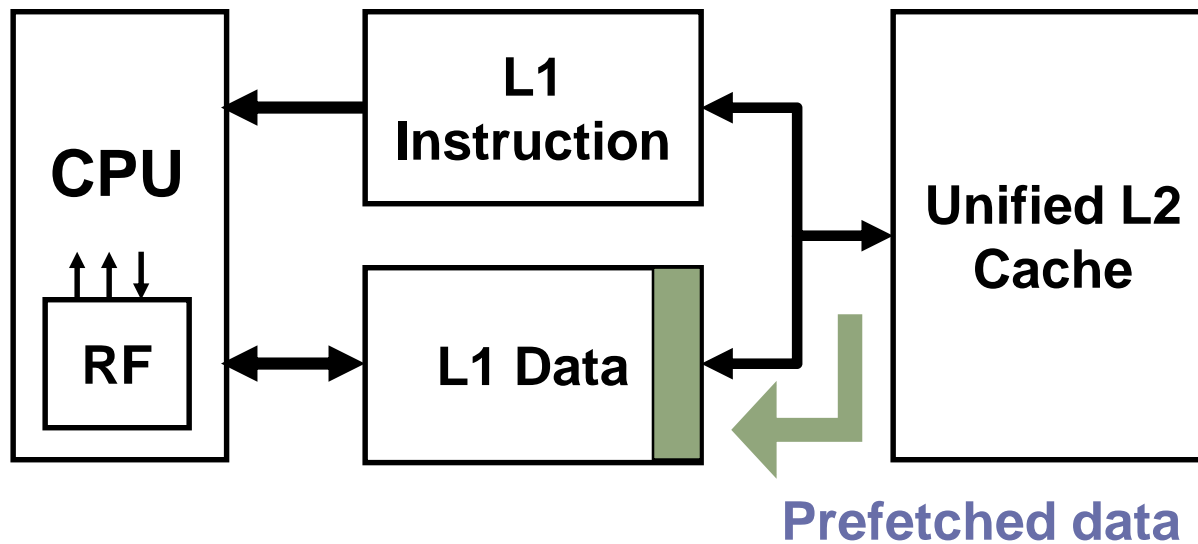 L1
Instruction
CPU
Unified L2
Cache
RF
L1 Data
Prefetched data